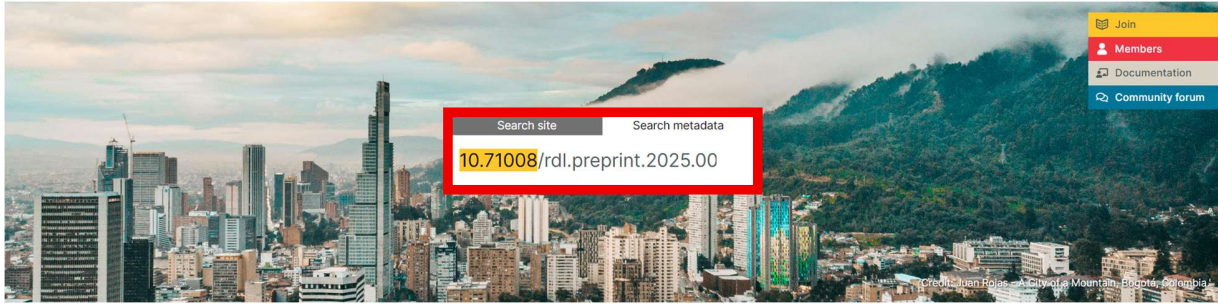 Join
Members
Documentation
Community forum
Search site
Search metadata
10.71008/rdl.preprint.2025.00
Credit: Juan Rojas - A City of a Mountain, Bogotá, Colombia.